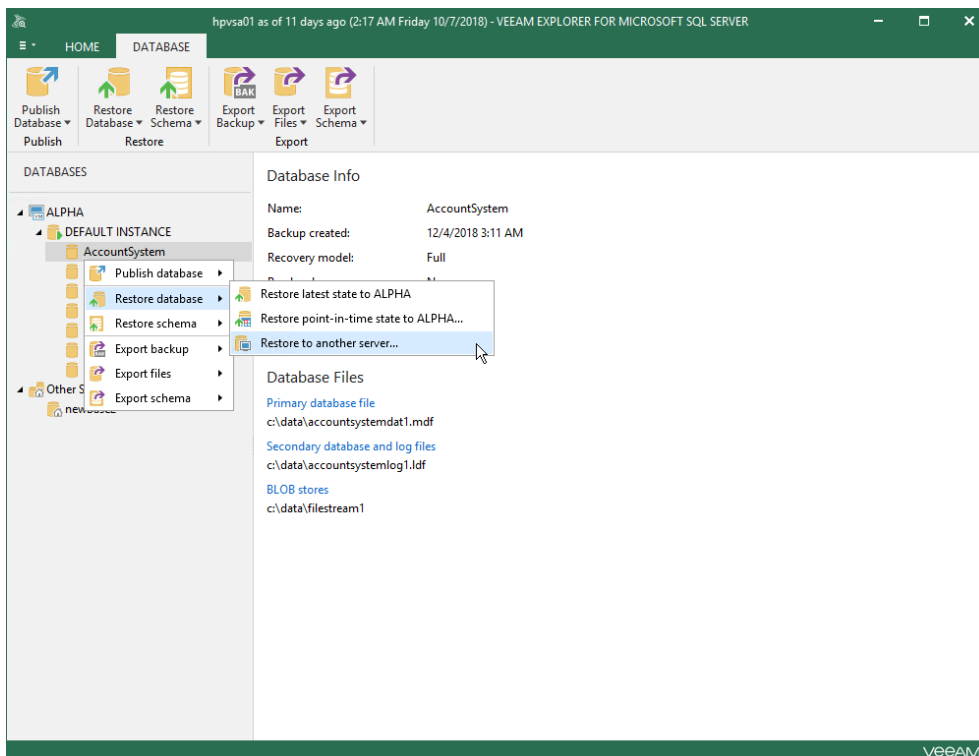 hpvsa01 as of 11 days ago (2:17 AM Friday 10/7/2018) - VEEAM EXPLORER FOR MICROSOFT SQL SERVER
HOME DATABASE
Publish Database
Restore Database
Restore Schema
Export Backup
BAK
Export Files
Export Schema
Publish Restore Export
DATABASES
ALPHA
DEFAULT INSTANCE
AccountSystem
Publish database
Restore database
Restore schema
Export backup
Export files
Export schema
Other S
Restore latest state to ALPHA
Restore point-in-time state to ALPHA...
Restore to another server...
Database Info
Name: AccountSystem
Backup created: 12/4/2018 3:11 AM
Recovery model: Full
Database Files
Primary database file
c:\data\accountsystemdat1.mdf
Secondary database and log files
c:\data\accountsystemlog1.ldf
BLOB stores
c:\data\filestream1
veeam